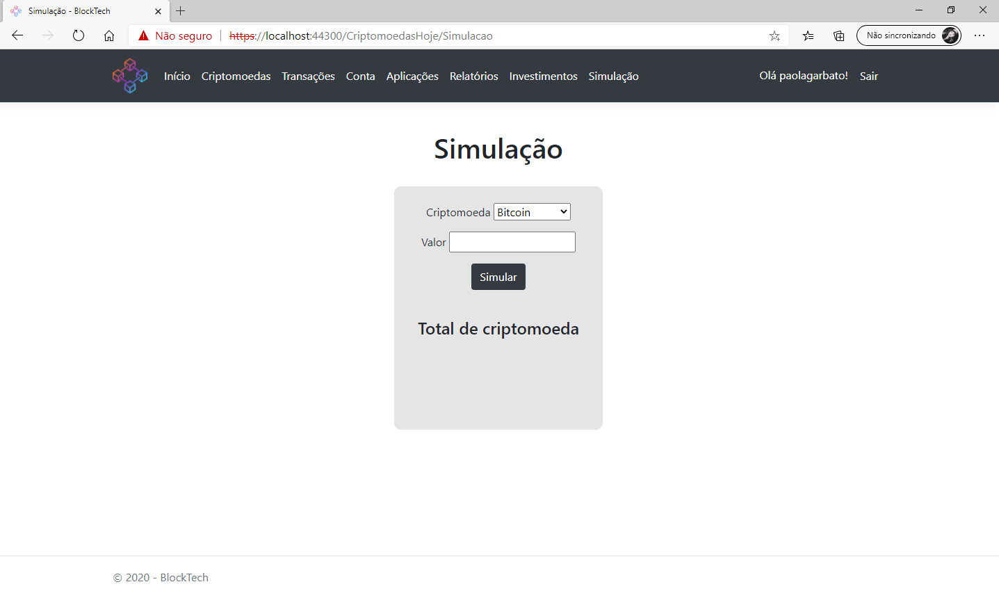 Simulação - BlockTech
Não seguro https://localhost:44300/CriptomoedasHoje/Simulacao Não sincronizando
Início Criptomoedas Transações Conta Aplicações Relatórios Investimentos Simulação Olá paolagarbato! Sair
Simulação
Criptomoeda Bitcoin
Valor
Simular
Total de criptomoeda
© 2020 - BlockTech